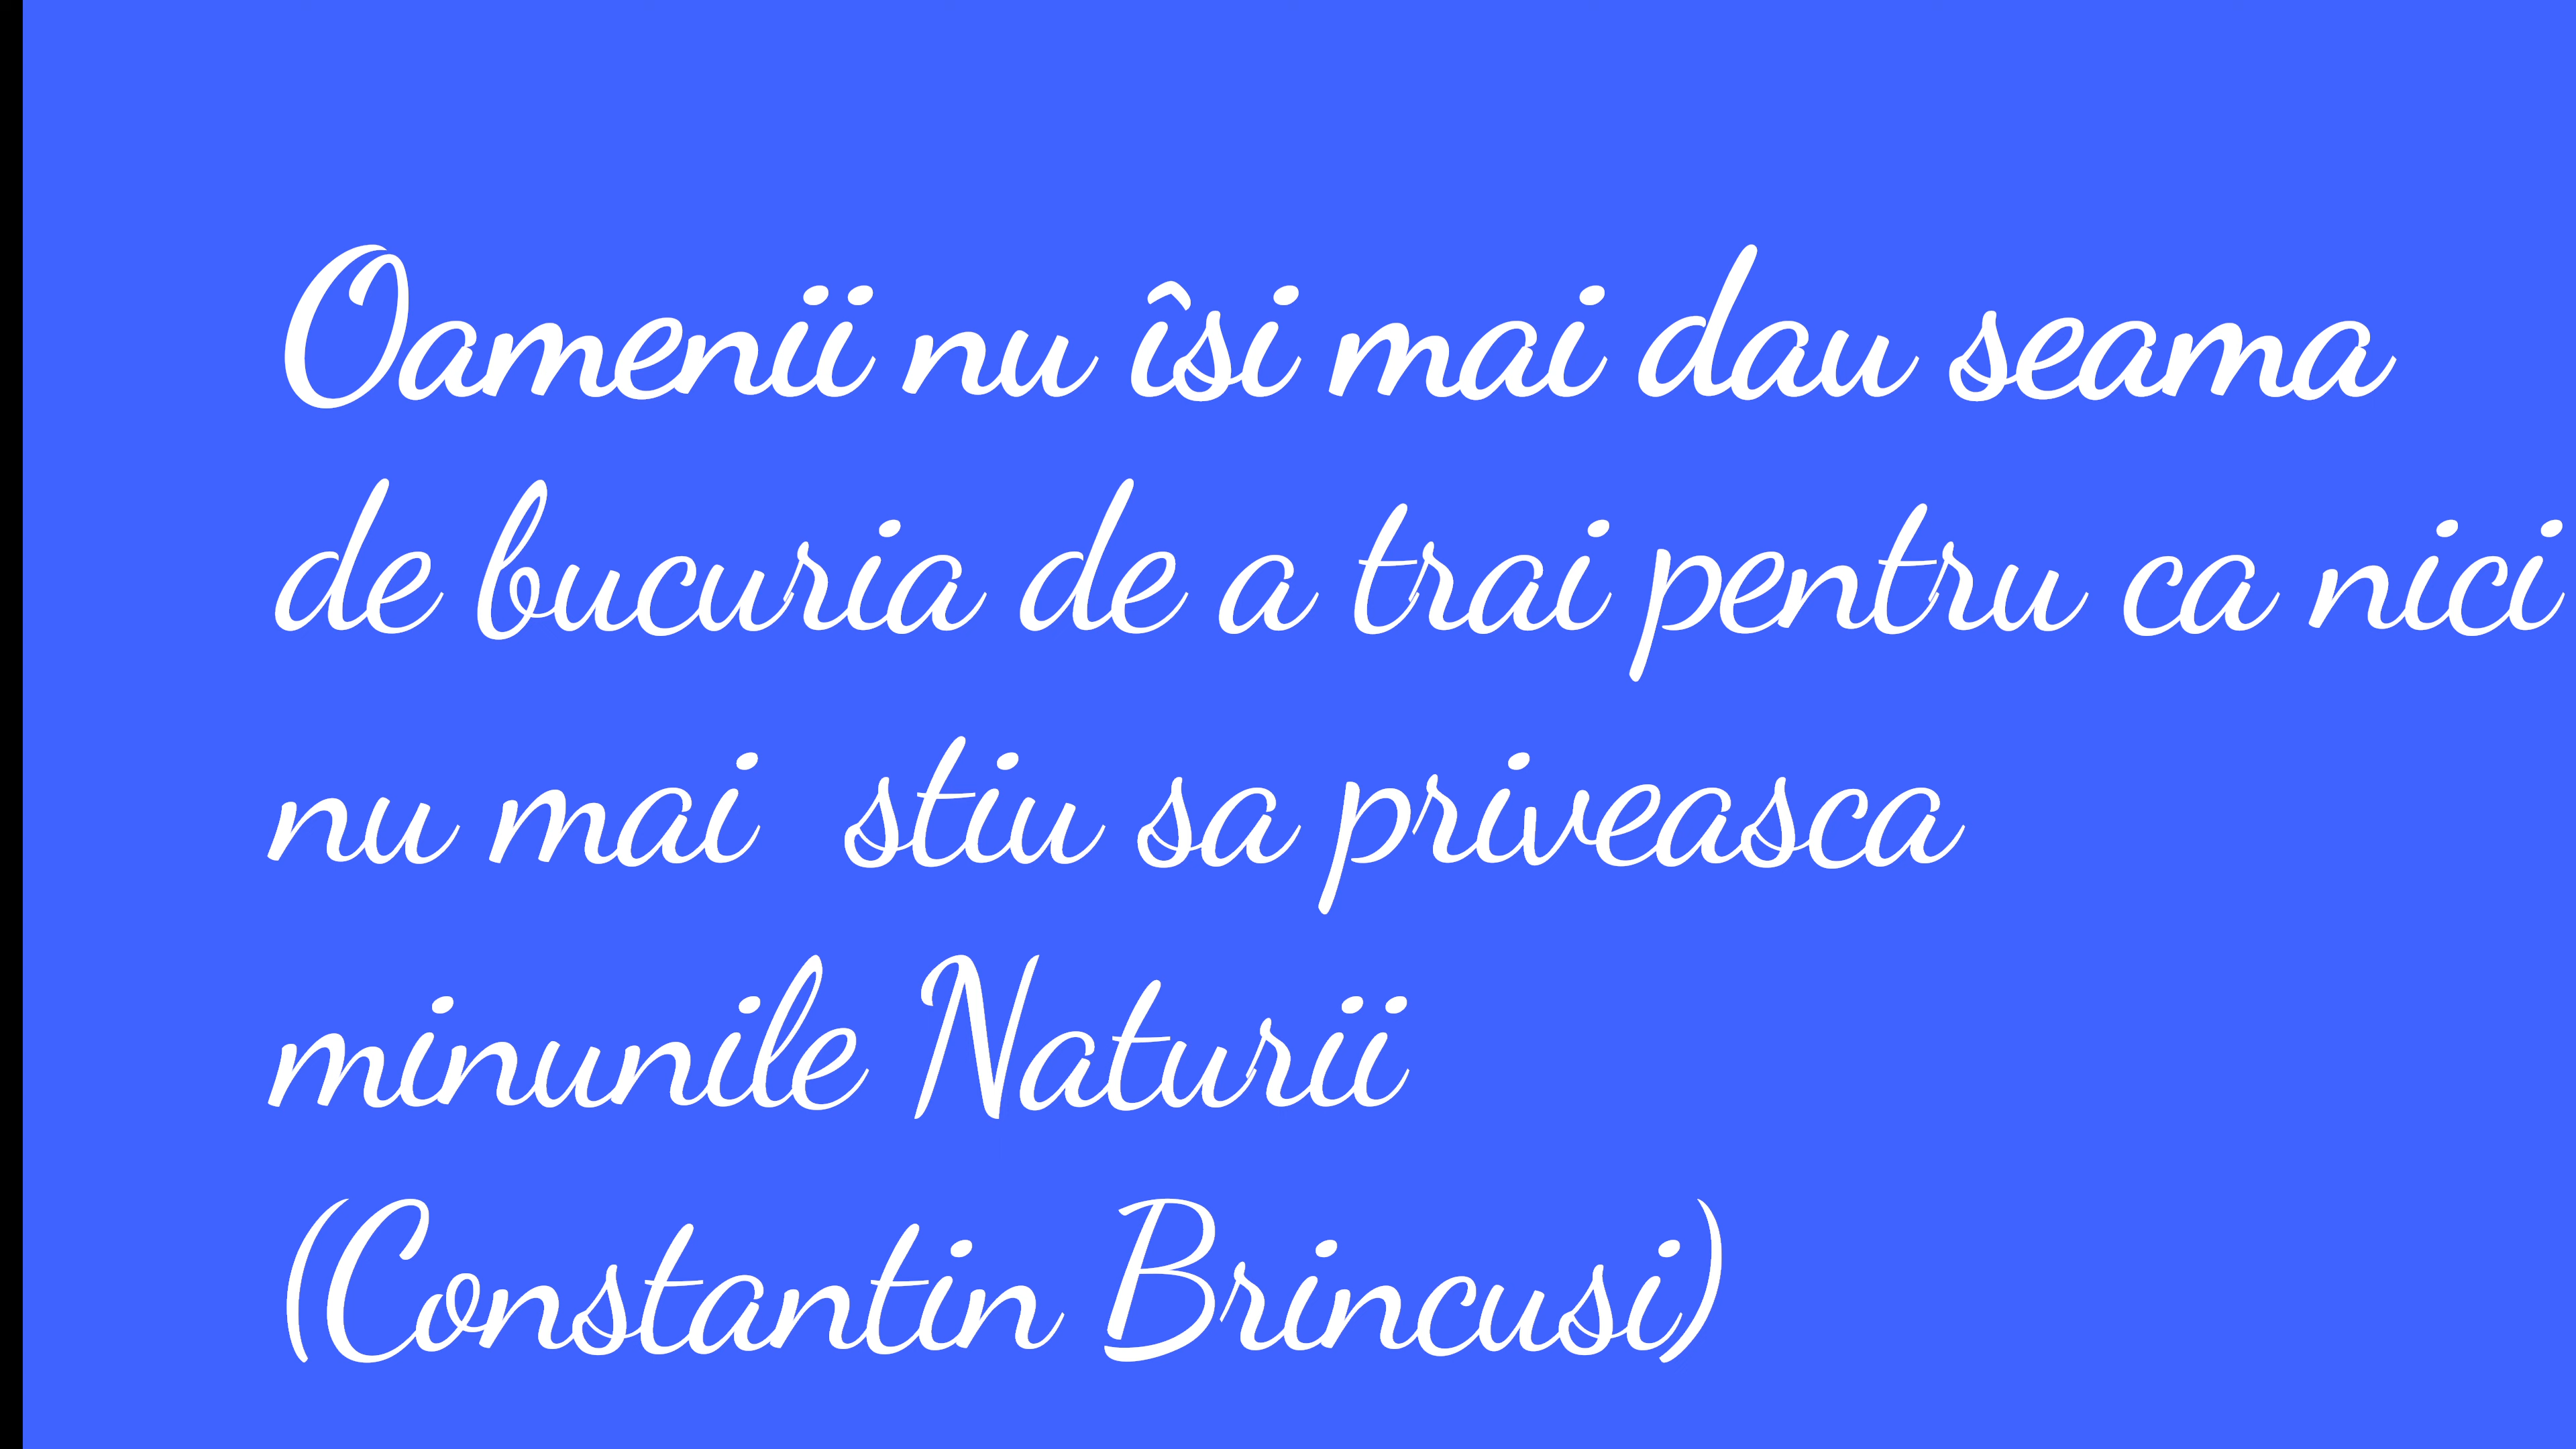 Oamenii nu îsi mai dau seama
de bucuria de a trai pentru ca nici
nu mai  stiu sa priveasca
minunile Naturii
(Constantin Brincusi)